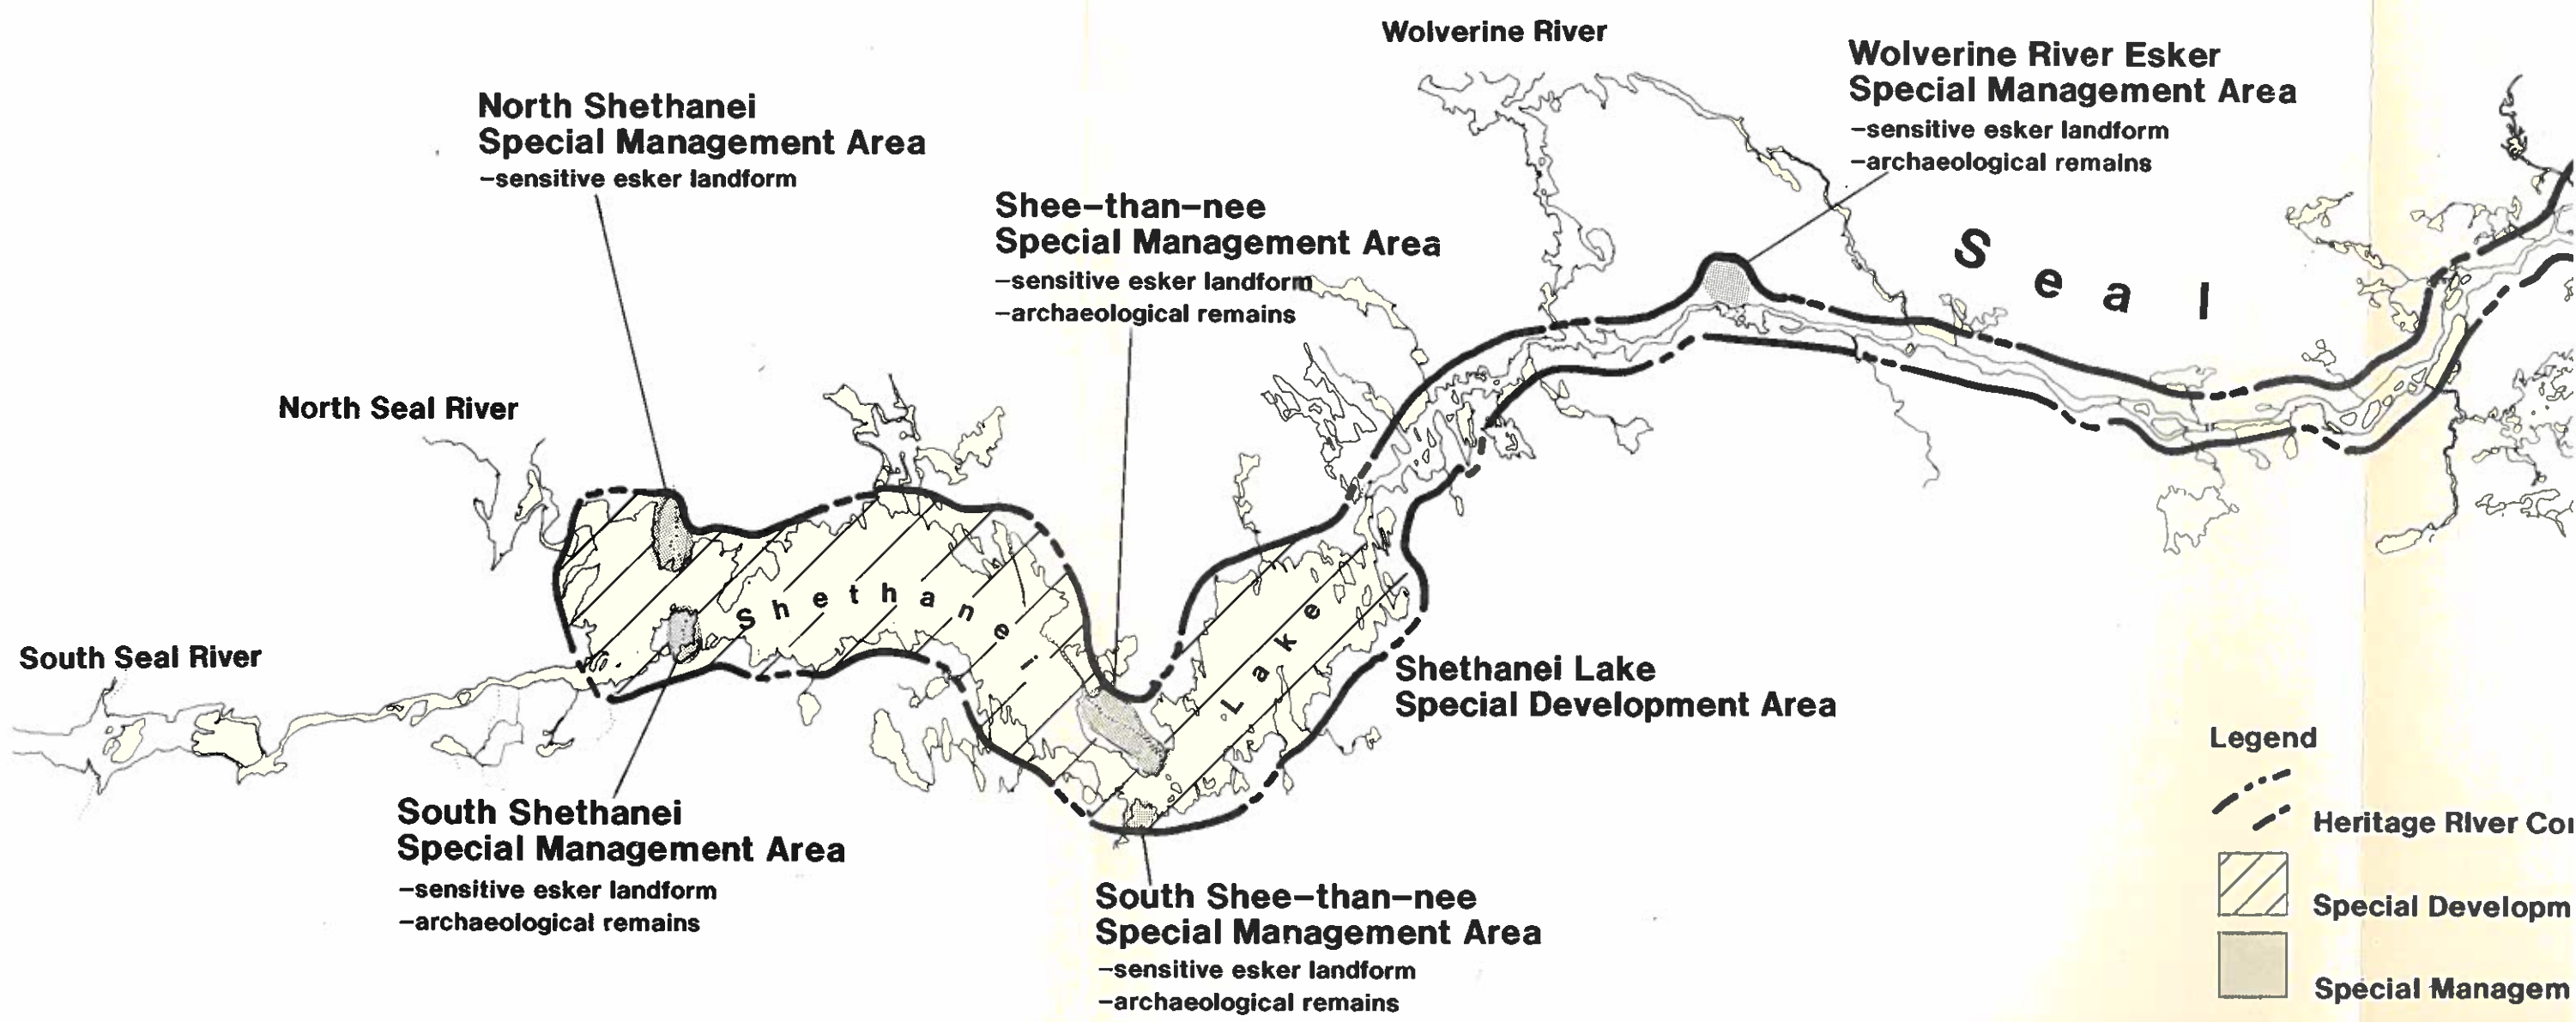 Wolverine River
Wolverine River Esker
Special Management Area
-sensitive esker landform
-archaeological remains
North Shethanei
Special Management Area
-sensitive esker landform
Shee-than-nee
Special Management Area
-sensitive esker landform
-archaeological remains
Seal
North Seal River
South Seal River
Shethanei Lake
Shethanei Lake
Special Development Area
South Shethanei
Special Management Area
-sensitive esker landform
-archaeological remains
South Shee-than-nee
Special Management Area
-sensitive esker landform
-archaeological remains
Legend
Heritage River
Special
Special